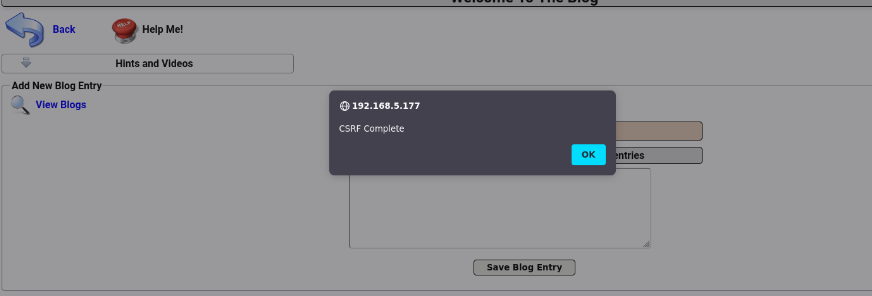 Welcome To The Blog
Back
Help Me!
Hints and Videos
Add New Blog Entry
View Blogs
192.168.5.177
CSRF Complete
OK
entries
Save Blog Entry